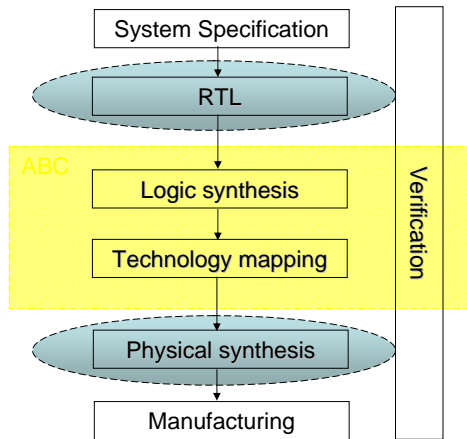 System Specification
RTL
ABC
Logic synthesis
Technology mapping
Verification
Physical synthesis
Manufacturing